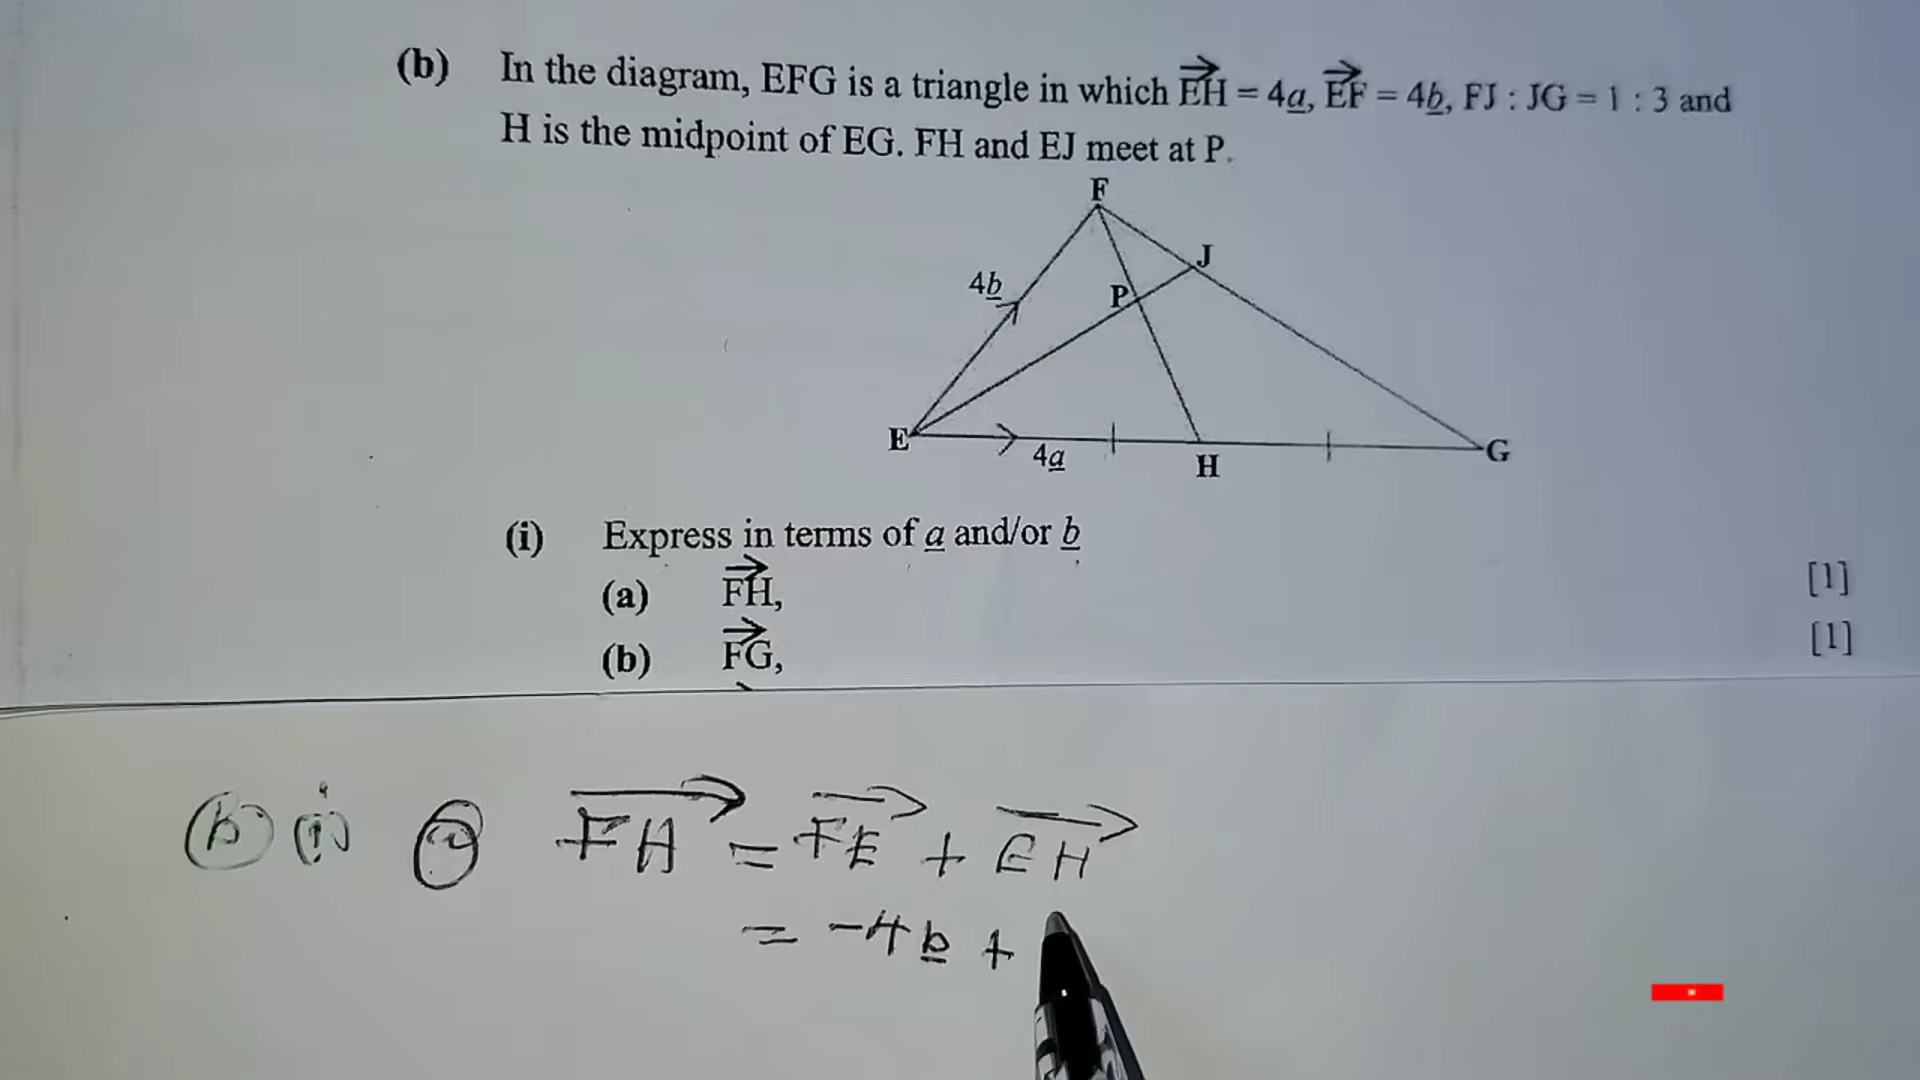 (b) In the diagram, EFG is a triangle in which EH = 4a, EF = 4b, FJ : JG = 1 : 3 and
H is the midpoint of EG. FH and EJ meet at P.
F
J
4b
P
E
4a
H
G
(i) Express in terms of a and/or b
(a) FH, [1]
(b) FG, [1]
(b) (i) (a) FH = FE + EH
= -4b +